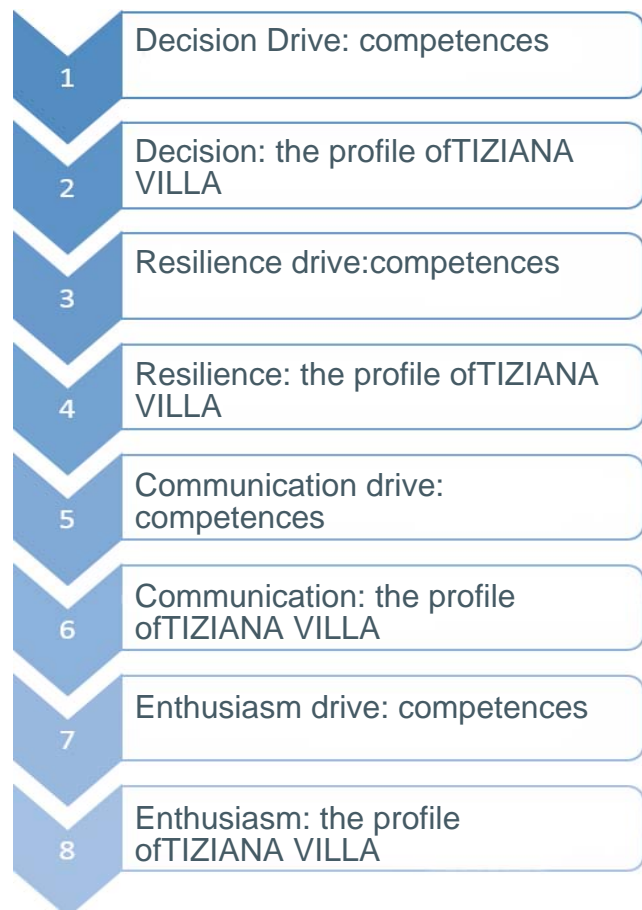 1
Decision Drive: competences
2
Decision: the profile ofTIZIANA
VILLA
3
Resilience drive:competences
4
Resilience: the profile ofTIZIANA
VILLA
5
Communication drive:
competences
6
Communication: the profile
ofTIZIANA VILLA
7
Enthusiasm drive: competences
8
Enthusiasm: the profile
ofTIZIANA VILLA